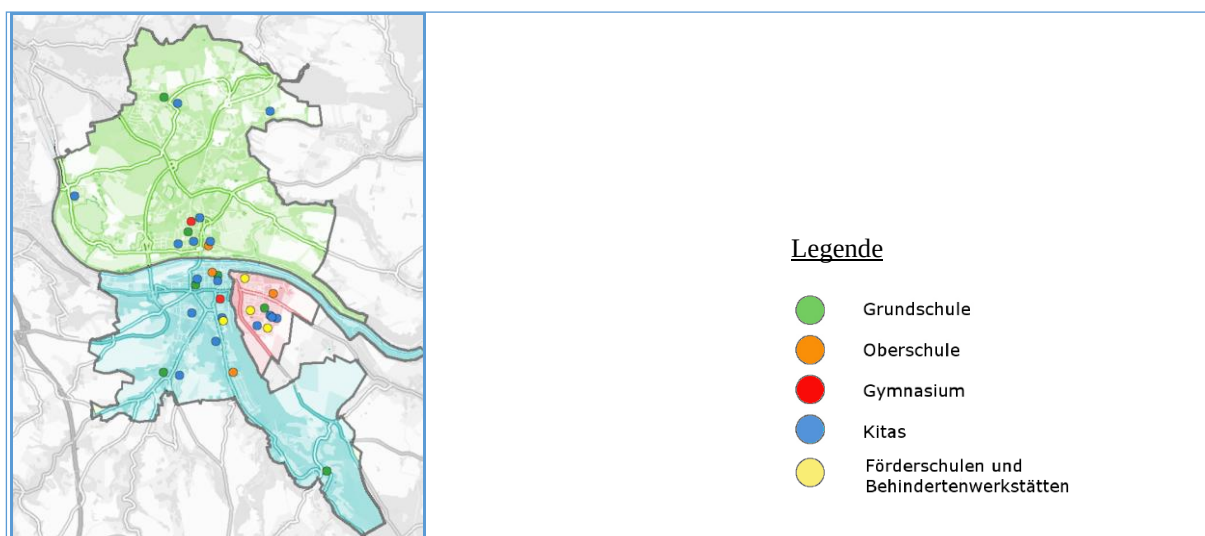 Legende
Grundschule
Oberschule
Gymnasium
Kitas
Förderschulen und
Behindertenwerkstätten